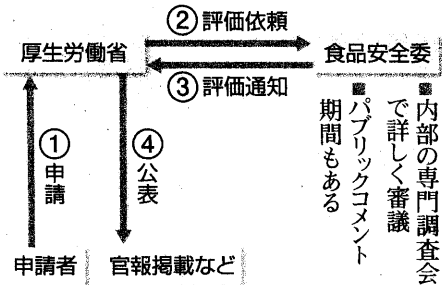 ②評価依頼
厚生労働省
食品安全委
③評価通知
①申請
④公表
■内部の専門調査会
で詳しく審議
■パブリックコメント
期間もある
申請者
官報掲載など